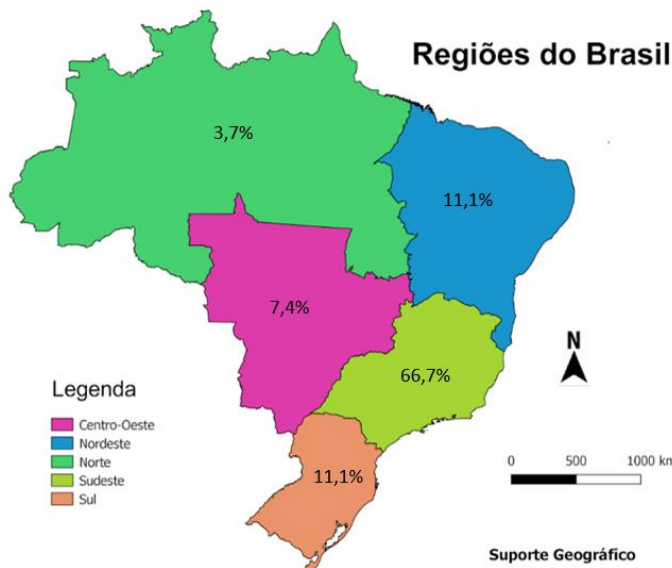 Regiões do Brasil
3,7%
11,1%
7,4%
66,7%
11,1%
N
Legenda
Centro-Oeste
Nordeste
Norte
Sudeste
Sul
0 500 1000 km
Suporte Geográfico